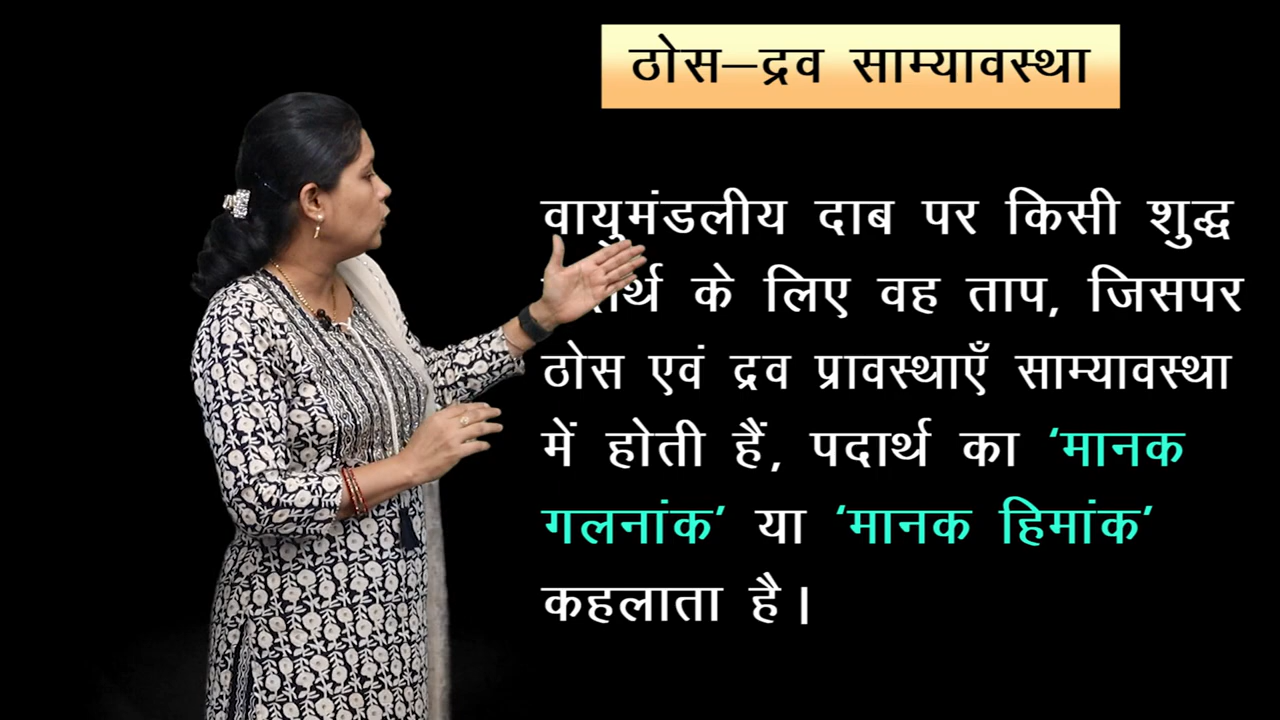 ठोस–द्रव साम्यावस्था
वायुमंडलीय दाब पर किसी शुद्ध
के लिए वह ताप, जिसपर
ठोस एवं द्रव प्रावस्थाएँ साम्यावस्था
में होती हैं, पदार्थ का ‘मानक
गलनांक’ या ‘मानक हिमांक’
कहलाता है।